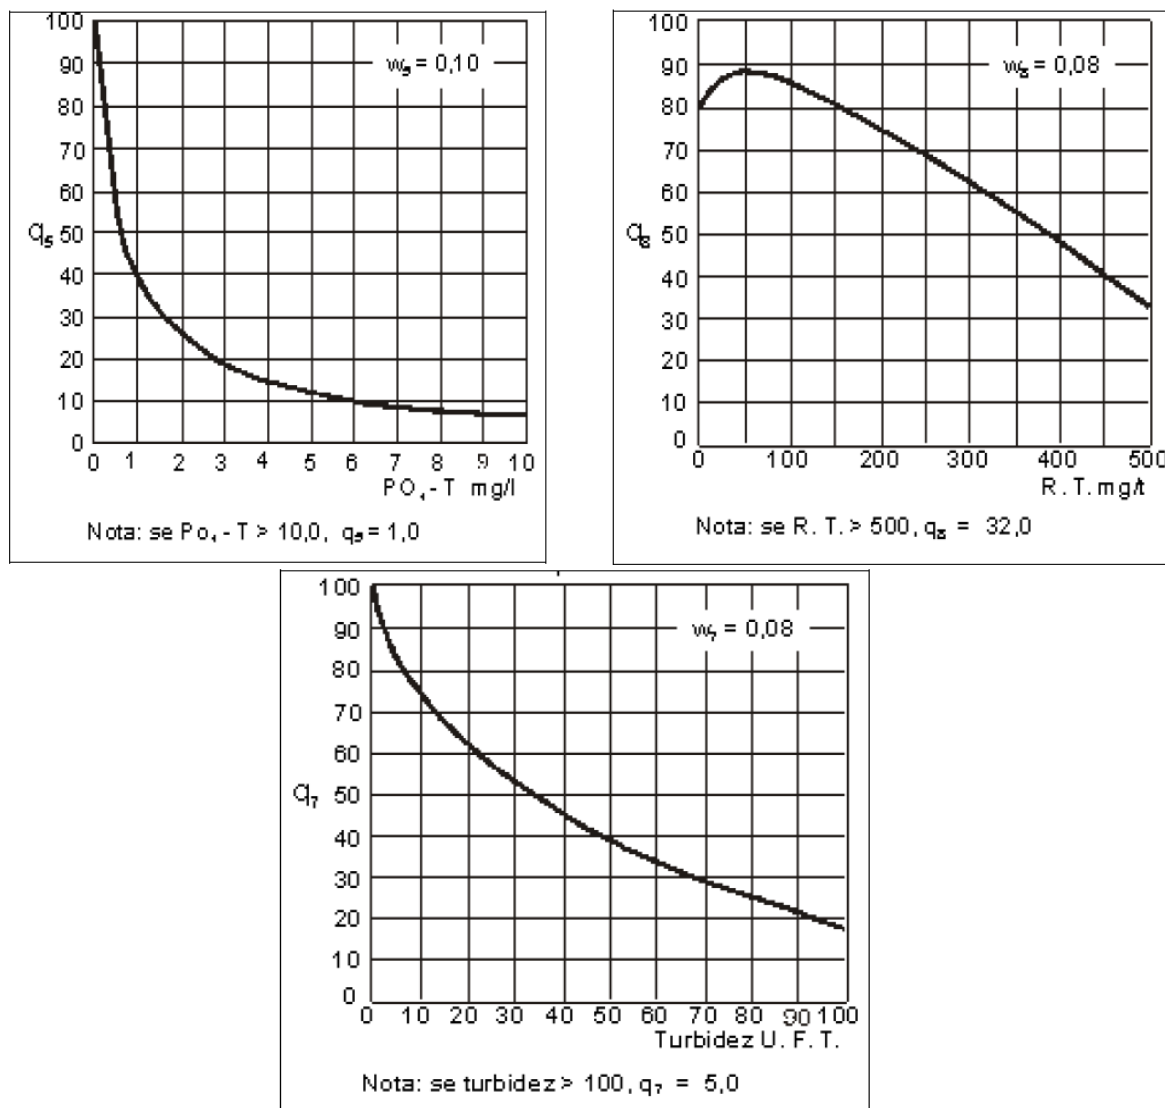 100
90
80
70
60
50
40
30
20
10
0
q₅
w₅ = 0,10
0 1 2 3 4 5 6 7 8 9 10
PO₄ - T mg/l
Nota: se Po₄ - T > 10,0, q₅ = 1,0
100
90
80
70
60
50
40
30
20
10
0
q₈
w₈ = 0,08
0 100 200 300 400 500
R. T. mg/t
Nota: se R. T. > 500, q₈ = 32,0
100
90
80
70
60
50
40
30
20
10
0
q₇
w₇ = 0,08
0 10 20 30 40 50 60 70 80 90 100
Turbidez U. F. T.
Nota: se turbidez > 100, q₇ = 5,0